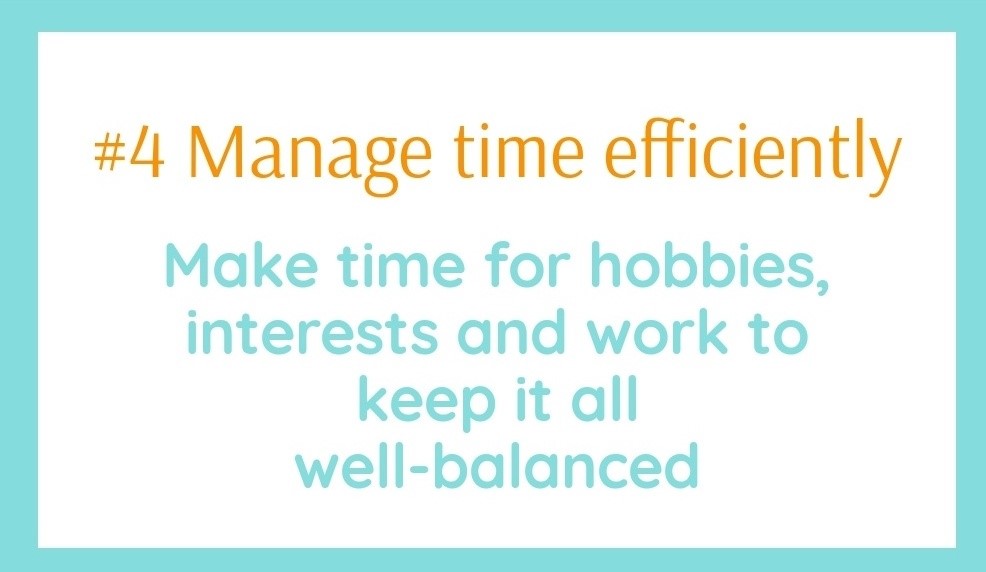 #4 Manage time efficiently
Make time for hobbies,
interests and work to
keep it all
well-balanced